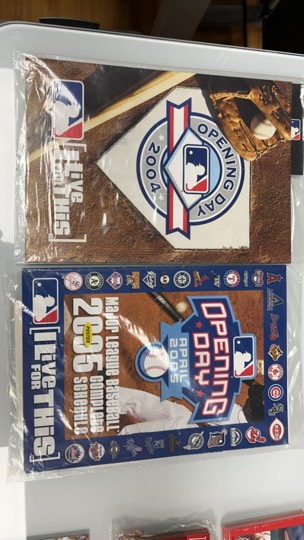 OPENING DAY
2004
[I Live
FOR THIS]
OPENING
DAY
APRIL
2005
Major League Baseball
2005
POSTER
COMPLETE
SCHEDULE
[I Live
FOR THIS]